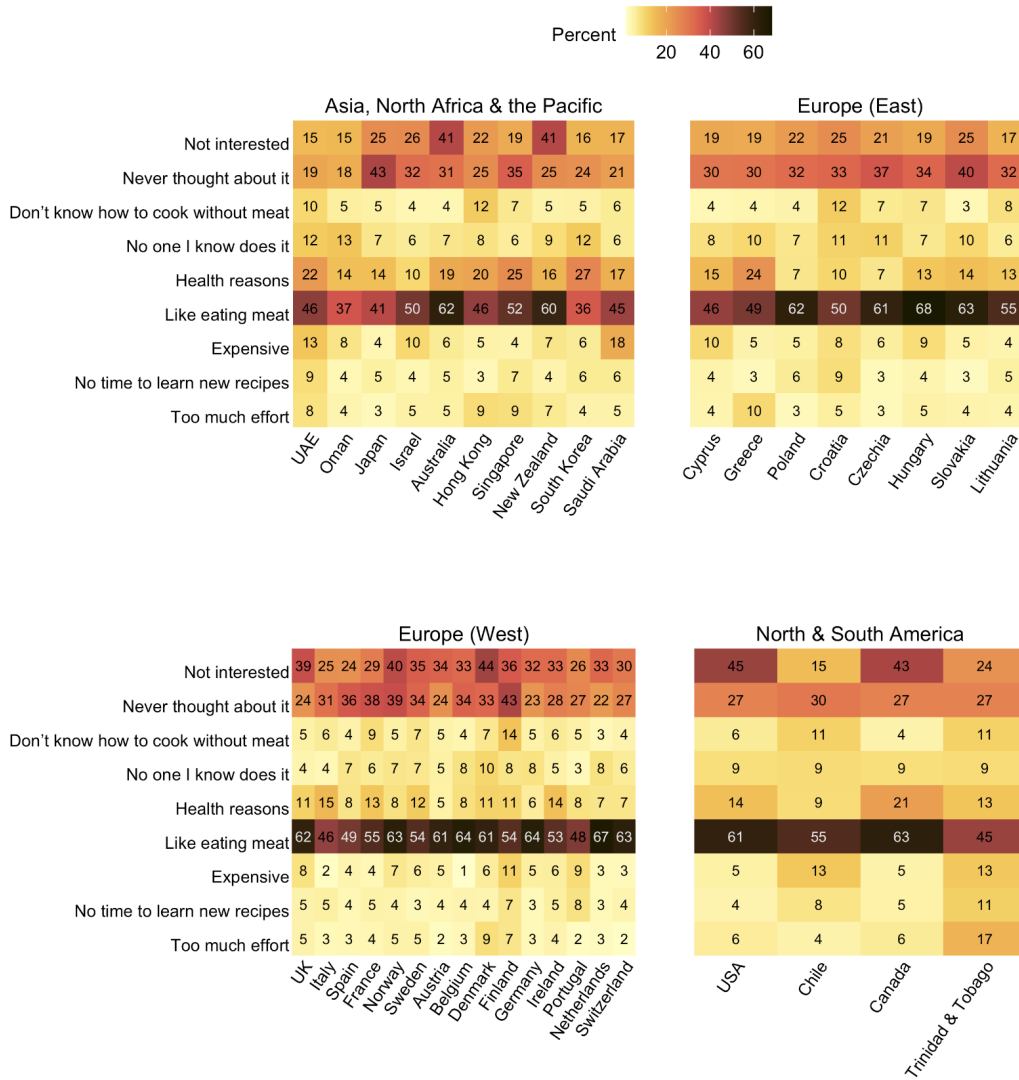 Percent
20 40 60
Asia, North Africa & the Pacific
Not interested 15 15 25 26 41 22 19 41 16 17
Never thought about it 19 18 43 32 31 25 35 25 24 21
Don't know how to cook without meat 10 5 5 4 4 12 7 5 5 6
No one I know does it 12 13 7 6 7 8 6 9 12 6
Health reasons 22 14 14 10 19 20 25 16 27 17
Like eating meat 46 37 41 50 62 46 52 60 36 45
Expensive 13 8 4 10 6 5 4 7 6 18
No time to learn new recipes 9 4 5 4 5 3 7 4 6 6
Too much effort 8 4 3 5 5 9 9 7 4 5
UAE Oman Japan Israel Australia Hong Kong Singapore New Zealand South Korea Saudi Arabia
Europe (East)
19 19 22 25 21 19 25 17
30 30 32 33 37 34 40 32
4 4 4 12 7 7 3 8
8 10 7 11 11 7 10 6
15 24 7 10 7 13 14 13
46 49 62 50 61 68 63 55
10 5 5 8 6 9 5 4
4 3 6 9 3 4 3 5
4 10 3 5 3 5 4 4
Cyprus Greece Poland Croatia Czechia Hungary Slovakia Lithuania
Europe (West)
Not interested 39 25 24 29 40 35 34 33 44 36 32 33 26 33 30
Never thought about it 24 31 36 38 39 34 24 34 33 43 23 28 27 22 27
Don't know how to cook without meat 5 6 4 9 5 7 5 4 7 14 5 6 5 3 4
No one I know does it 4 4 7 6 7 7 5 8 10 8 8 5 3 8 6
Health reasons 11 15 8 13 8 12 5 8 11 11 6 14 8 7 7
Like eating meat 62 46 49 55 63 54 61 64 61 54 64 53 48 67 63
Expensive 8 2 4 4 7 6 5 1 6 11 5 6 9 3 3
No time to learn new recipes 5 5 4 5 4 3 4 4 4 7 3 5 8 3 4
Too much effort 5 3 3 4 5 5 2 3 9 7 3 4 2 3 2
UK Italy Spain France Norway Sweden Austria Belgium Denmark Finland Germany Ireland Portugal Netherlands Switzerland
North & South America
45 15 43 24
27 30 27 27
6 11 4 11
9 9 9 9
14 9 21 13
61 55 63 45
5 13 5 13
4 8 5 11
6 4 6 17
USA Chile Canada Trinidad & Tobago